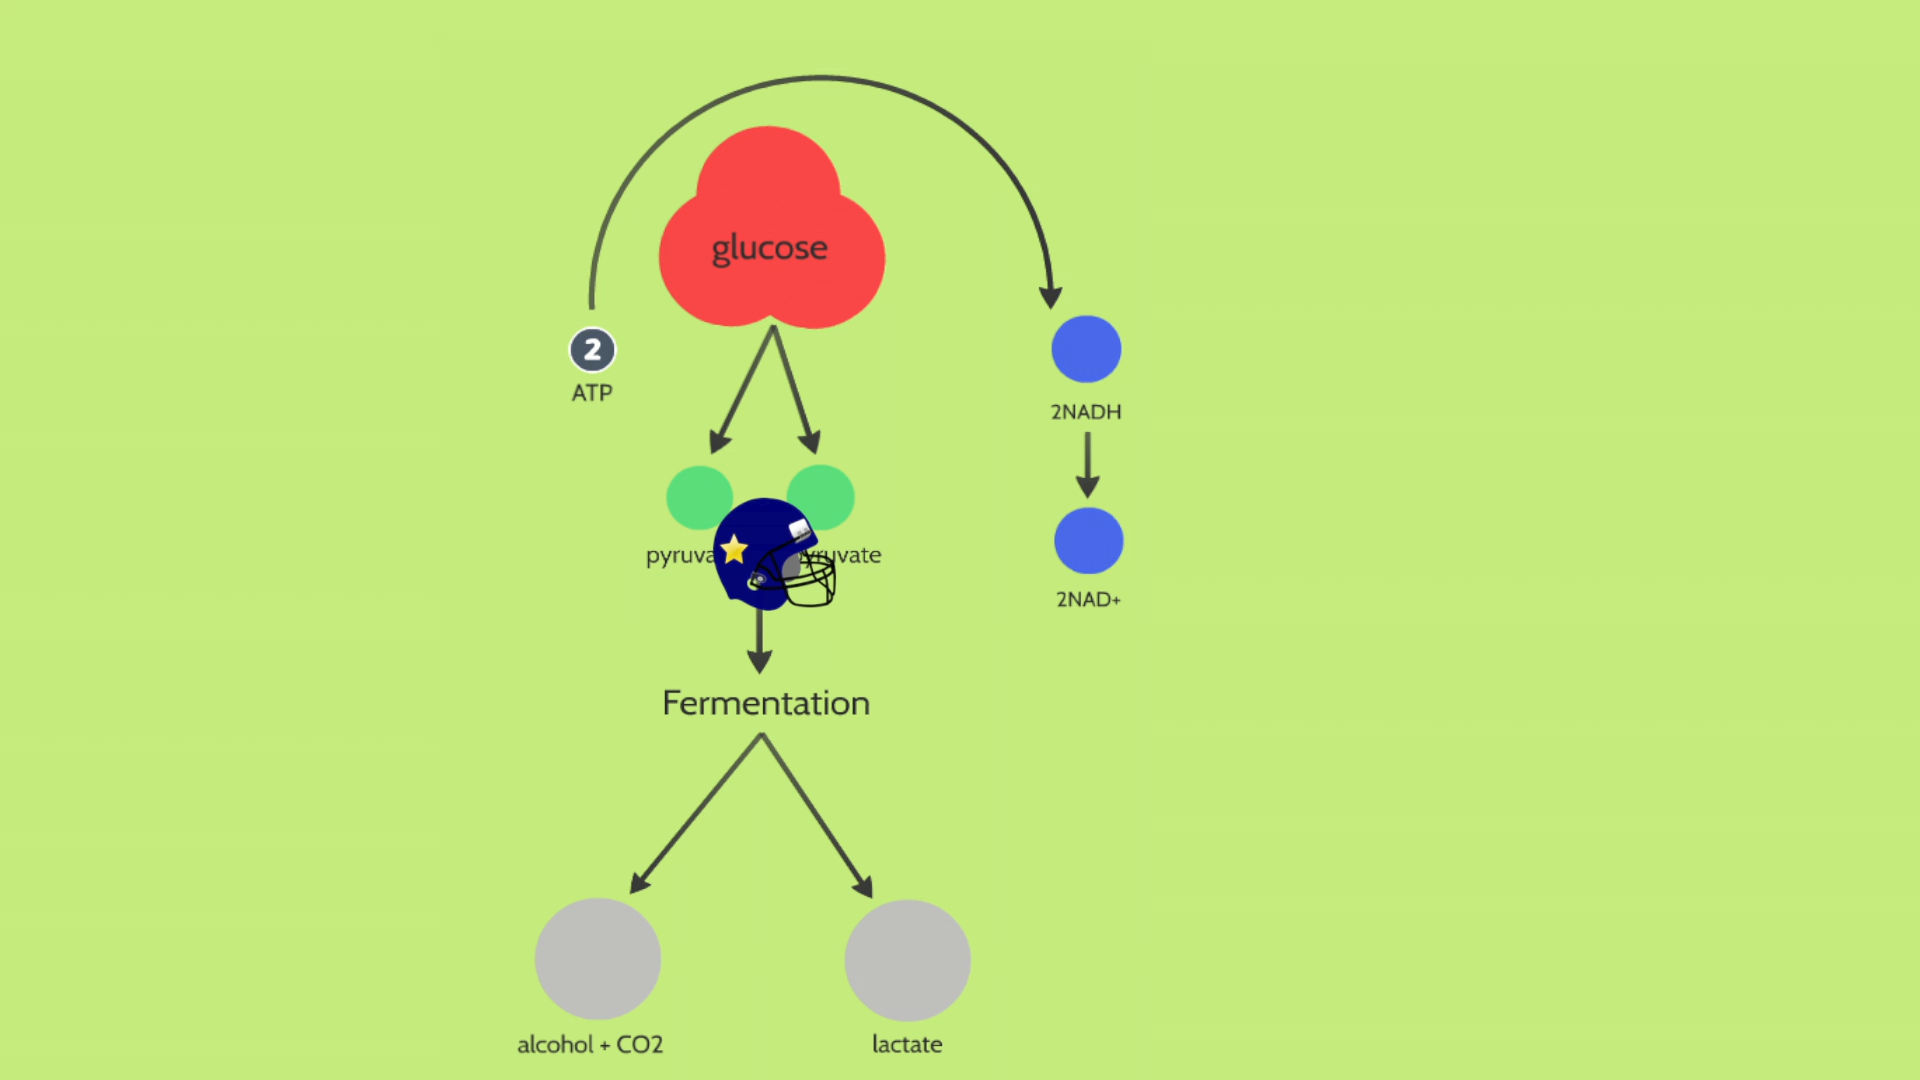 glucose
2
ATP
2NADH
2NAD+
Fermentation
alcohol + CO2
lactate